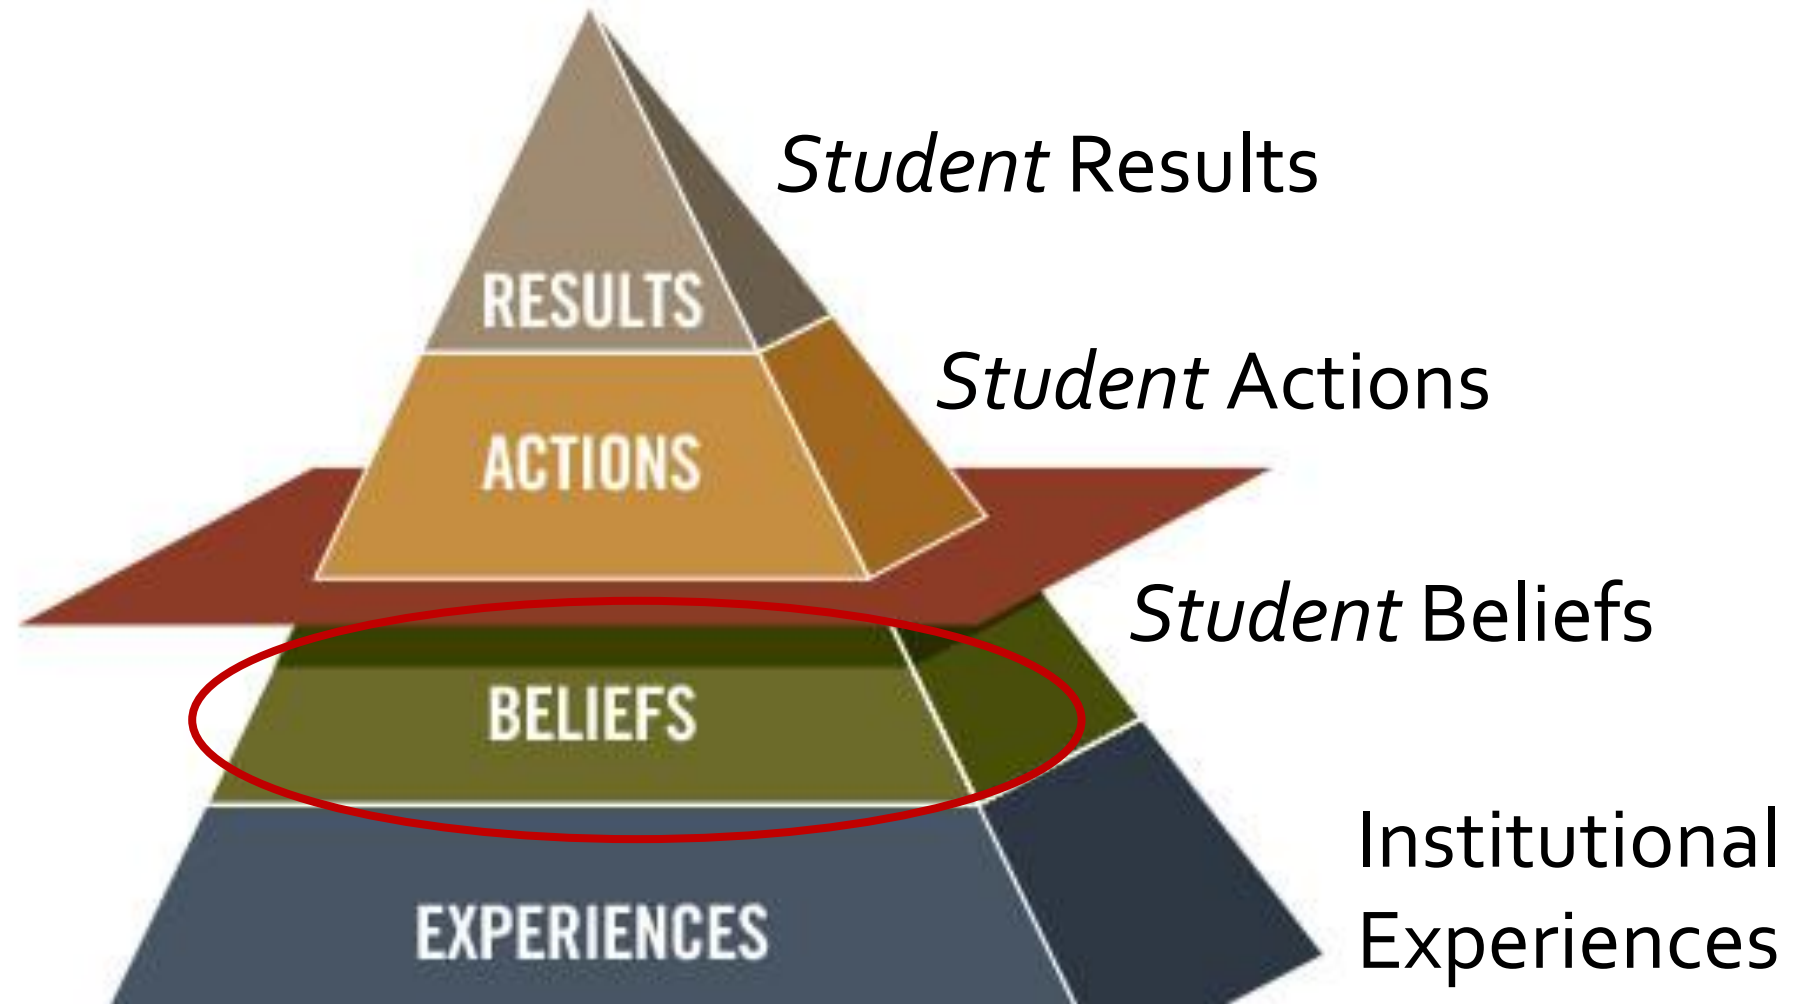 Student Results
RESULTS
Student Actions
ACTIONS
Student Beliefs
BELIEFS
Institutional
Experiences
EXPERIENCES